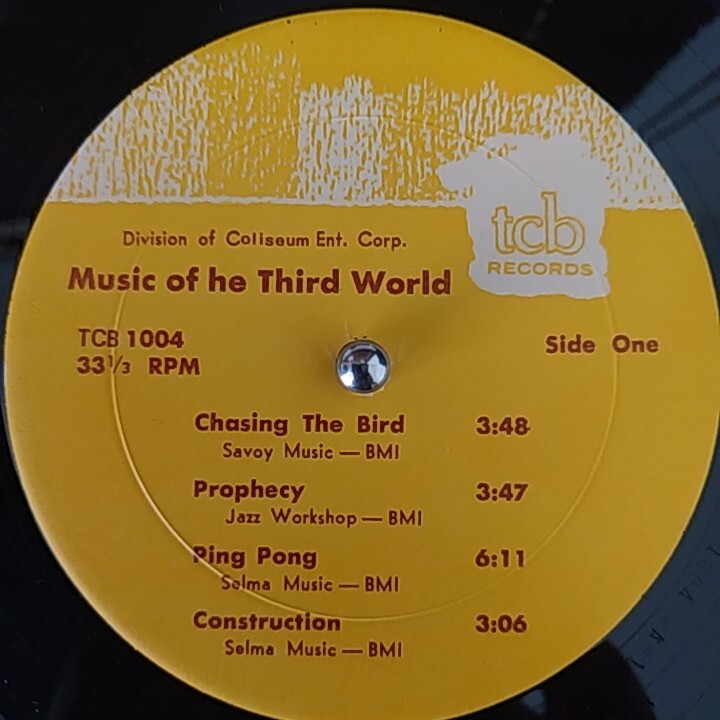 tcb
RECORDS
Division of Coliseum Ent. Corp.
Music of he Third World
TCB 1004
33⅓ RPM
Side One
Chasing The Bird 3:48
Savoy Music — BMI
Prophecy 3:47
Jazz Workshop — BMI
Ping Pong 6:11
Selma Music — BMI
Construction 3:06
Selma Music — BMI